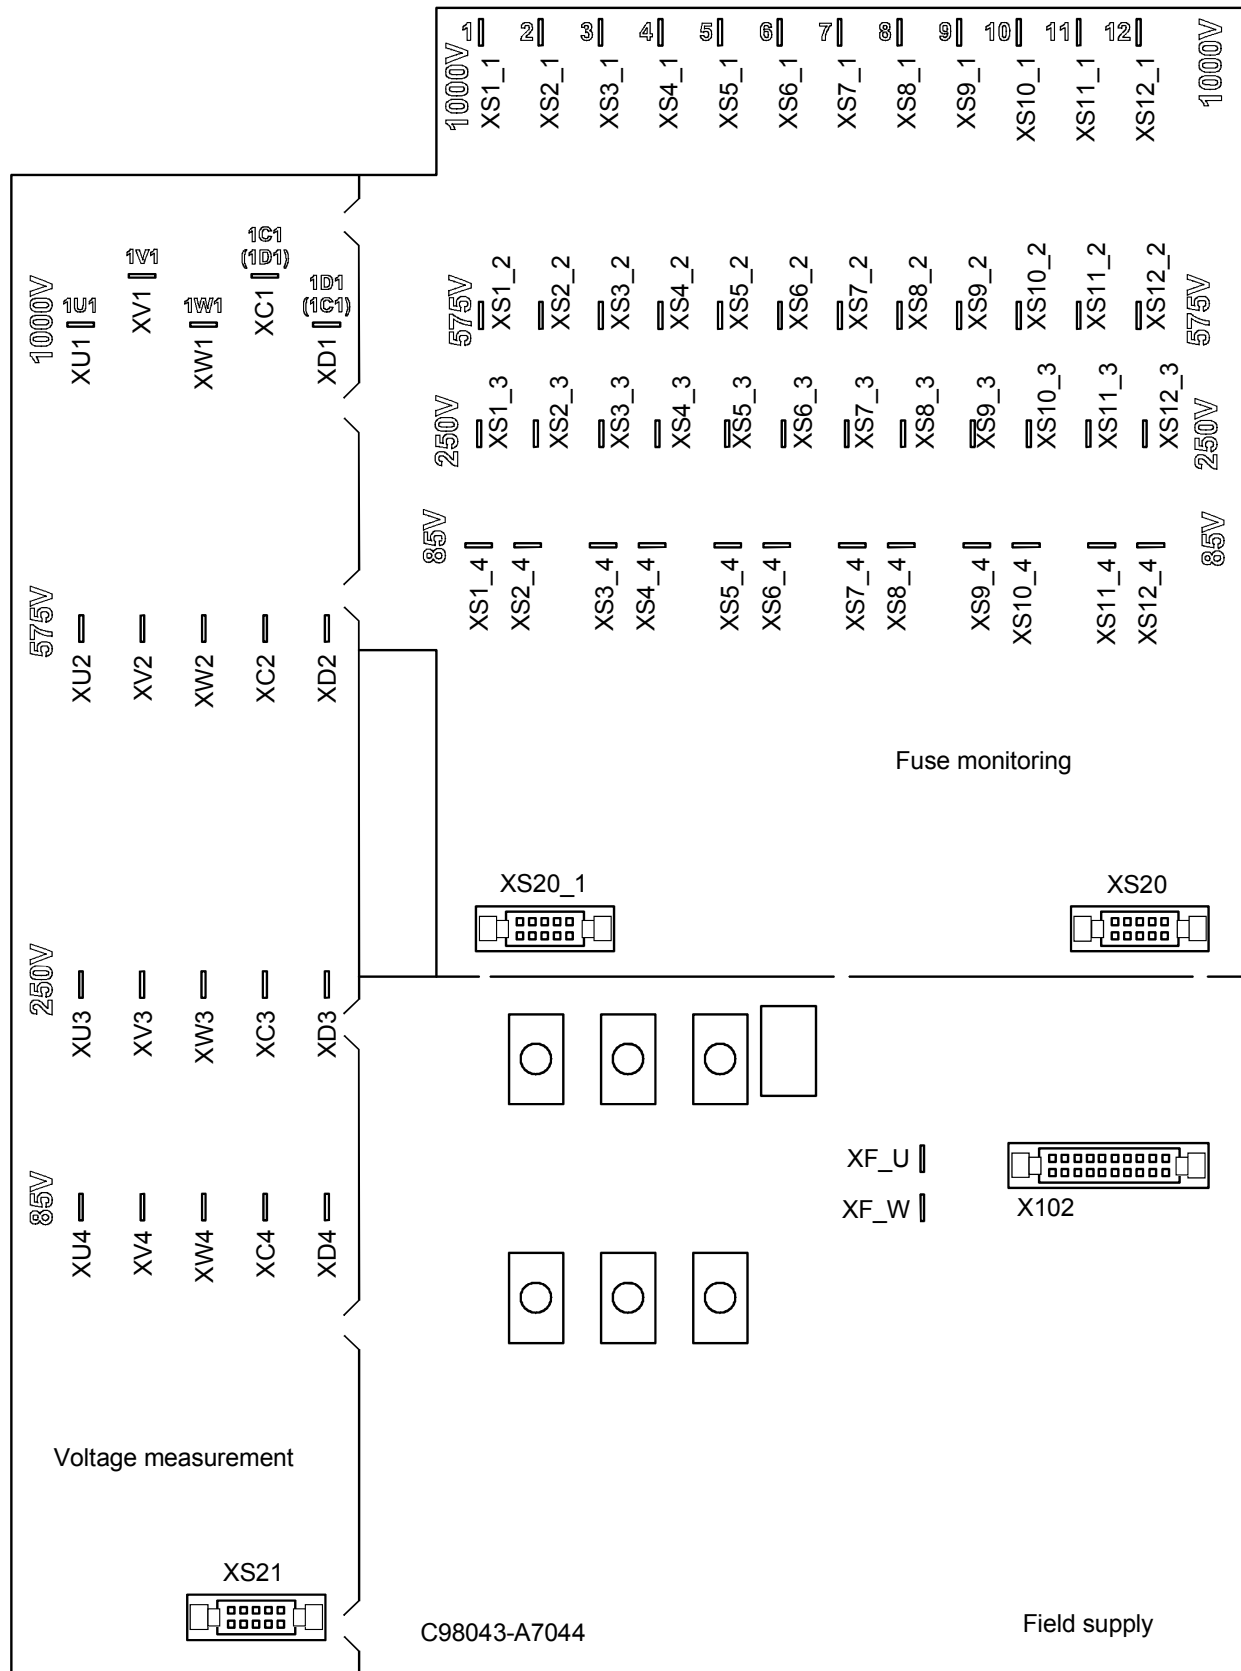 1 2 3 4 5 6 7 8 9 10 11 12
1000V XS1_1 XS2_1 XS3_1 XS4_1 XS5_1 XS6_1 XS7_1 XS8_1 XS9_1 XS10_1 XS11_1 XS12_1 1000V
1V1 1C1
(1D1)
1000V 1U1 1W1 1D1
(1C1)
XU1 XV1 XW1 XC1 XD1
575V XS1_2 XS2_2 XS3_2 XS4_2 XS5_2 XS6_2 XS7_2 XS8_2 XS9_2 XS10_2 XS11_2 XS12_2 575V
250V XS1_3 XS2_3 XS3_3 XS4_3 XS5_3 XS6_3 XS7_3 XS8_3 XS9_3 XS10_3 XS11_3 XS12_3 250V
85V XS1_4 XS2_4 XS3_4 XS4_4 XS5_4 XS6_4 XS7_4 XS8_4 XS9_4 XS10_4 XS11_4 XS12_4 85V
575V XU2 XV2 XW2 XC2 XD2
Fuse monitoring
XS20_1 XS20
250V XU3 XV3 XW3 XC3 XD3
XF_U
XF_W X102
85V XU4 XV4 XW4 XC4 XD4
Voltage measurement
XS21
C98043-A7044 Field supply